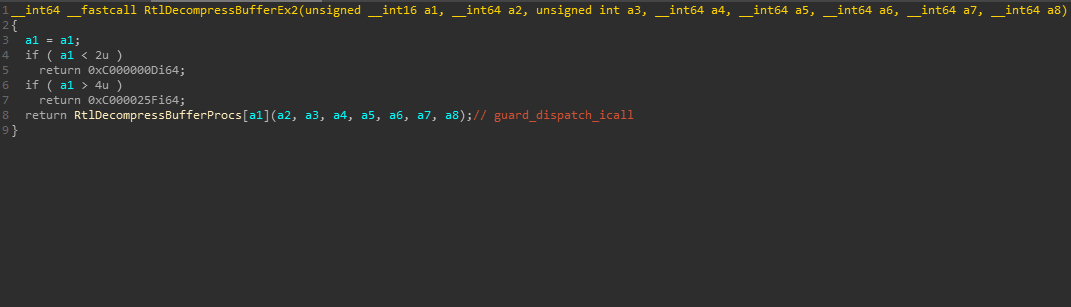 1 __int64 __fastcall RtlDecompressBufferEx2(unsigned __int16 a1, __int64 a2, unsigned int a3, __int64 a4, __int64 a5, __int64 a6, __int64 a7, __int64 a8)
2 {
3   a1 = a1;
4   if ( a1 < 2u )
5     return 0xC000000Di64;
6   if ( a1 > 4u )
7     return 0xC000025Fi64;
8   return RtlDecompressBufferProcs[a1](a2, a3, a4, a5, a6, a7, a8);// guard_dispatch_icall
9 }